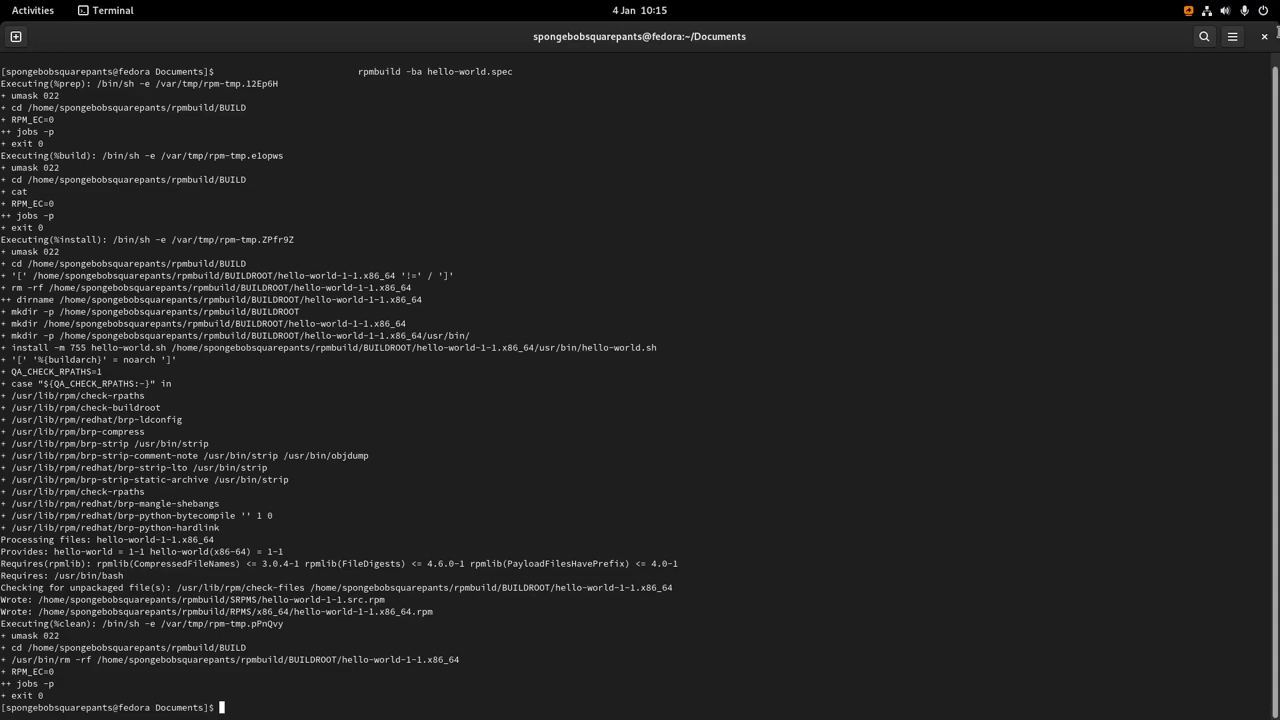 Activities Terminal 4 Jan 10:15
spongebobsquarepants@fedora:~/Documents
[spongebobsquarepants@fedora Documents]$ rpmbuild -ba hello-world.spec
Executing(%prep): /bin/sh -e /var/tmp/rpm-tmp.12Ep6H
+ umask 022
+ cd /home/spongebobsquarepants/rpmbuild/BUILD
+ RPM_EC=0
++ jobs -p
+ exit 0
Executing(%build): /bin/sh -e /var/tmp/rpm-tmp.e1opws
+ umask 022
+ cd /home/spongebobsquarepants/rpmbuild/BUILD
+ cat
+ RPM_EC=0
++ jobs -p
+ exit 0
Executing(%install): /bin/sh -e /var/tmp/rpm-tmp.ZPfr9Z
+ umask 022
+ cd /home/spongebobsquarepants/rpmbuild/BUILD
+ '[' /home/spongebobsquarepants/rpmbuild/BUILDROOT/hello-world-1-1.x86_64 '!=' / ']'
+ rm -rf /home/spongebobsquarepants/rpmbuild/BUILDROOT/hello-world-1-1.x86_64
++ dirname /home/spongebobsquarepants/rpmbuild/BUILDROOT/hello-world-1-1.x86_64
+ mkdir -p /home/spongebobsquarepants/rpmbuild/BUILDROOT
+ mkdir /home/spongebobsquarepants/rpmbuild/BUILDROOT/hello-world-1-1.x86_64
+ mkdir -p /home/spongebobsquarepants/rpmbuild/BUILDROOT/hello-world-1-1.x86_64/usr/bin/
+ install -m 755 hello-world.sh /home/spongebobsquarepants/rpmbuild/BUILDROOT/hello-world-1-1.x86_64/usr/bin/hello-world.sh
+ '[' '%{buildarch}' = noarch ']'
+ QA_CHECK_RPATHS=1
+ case "${QA_CHECK_RPATHS:-}" in
+ /usr/lib/rpm/check-rpaths
+ /usr/lib/rpm/check-buildroot
+ /usr/lib/rpm/redhat/brp-ldconfig
+ /usr/lib/rpm/brp-compress
+ /usr/lib/rpm/brp-strip /usr/bin/strip
+ /usr/lib/rpm/brp-strip-comment-note /usr/bin/strip /usr/bin/objdump
+ /usr/lib/rpm/redhat/brp-strip-lto /usr/bin/strip
+ /usr/lib/rpm/brp-strip-static-archive /usr/bin/strip
+ /usr/lib/rpm/check-rpaths
+ /usr/lib/rpm/redhat/brp-mangle-shebangs
+ /usr/lib/rpm/redhat/brp-python-bytecompile '' 1 0
+ /usr/lib/rpm/redhat/brp-python-hardlink
Processing files: hello-world-1-1.x86_64
Provides: hello-world = 1-1 hello-world(x86-64) = 1-1
Requires(rpmlib): rpmlib(CompressedFileNames) <= 3.0.4-1 rpmlib(FileDigests) <= 4.6.0-1 rpmlib(PayloadFilesHavePrefix) <= 4.0-1
Requires: /usr/bin/bash
Checking for unpackaged file(s): /usr/lib/rpm/check-files /home/spongebobsquarepants/rpmbuild/BUILDROOT/hello-world-1-1.x86_64
Wrote: /home/spongebobsquarepants/rpmbuild/SRPMS/hello-world-1-1.src.rpm
Wrote: /home/spongebobsquarepants/rpmbuild/RPMS/x86_64/hello-world-1-1.x86_64.rpm
Executing(%clean): /bin/sh -e /var/tmp/rpm-tmp.pPnQvy
+ umask 022
+ cd /home/spongebobsquarepants/rpmbuild/BUILD
+ /usr/bin/rm -rf /home/spongebobsquarepants/rpmbuild/BUILDROOT/hello-world-1-1.x86_64
+ RPM_EC=0
++ jobs -p
+ exit 0
[spongebobsquarepants@fedora Documents]$